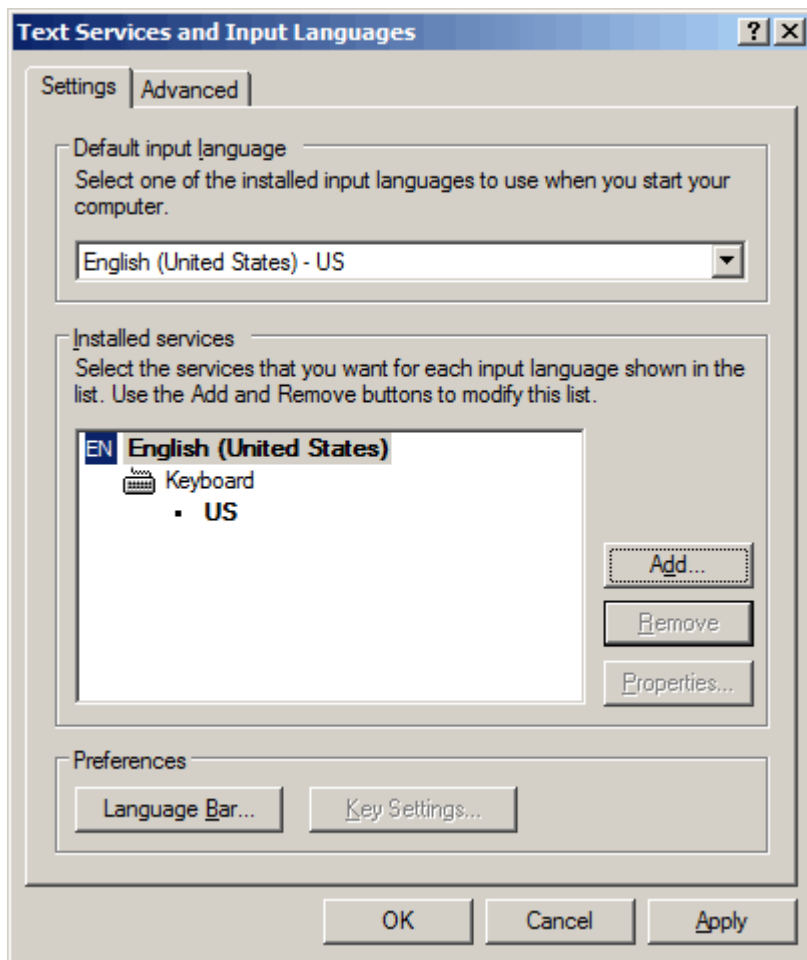 Text Services and Input Languages
Settings Advanced
Default input language
Select one of the installed input languages to use when you start your
computer.
English (United States) - US
Installed services
Select the services that you want for each input language shown in the
list. Use the Add and Remove buttons to modify this list.
EN English (United States)
Keyboard
US
Add...
Remove
Properties...
Preferences
Language Bar... Key Settings...
OK Cancel Apply